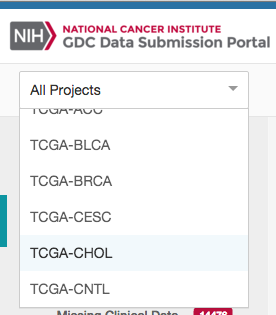 NIH
NATIONAL CANCER INSTITUTE
GDC Data Submission Portal
All Projects
TCGA-ACC
TCGA-BLCA
TCGA-BRCA
TCGA-CESC
TCGA-CHOL
TCGA-CNTL
Missing Clinical Data 14478